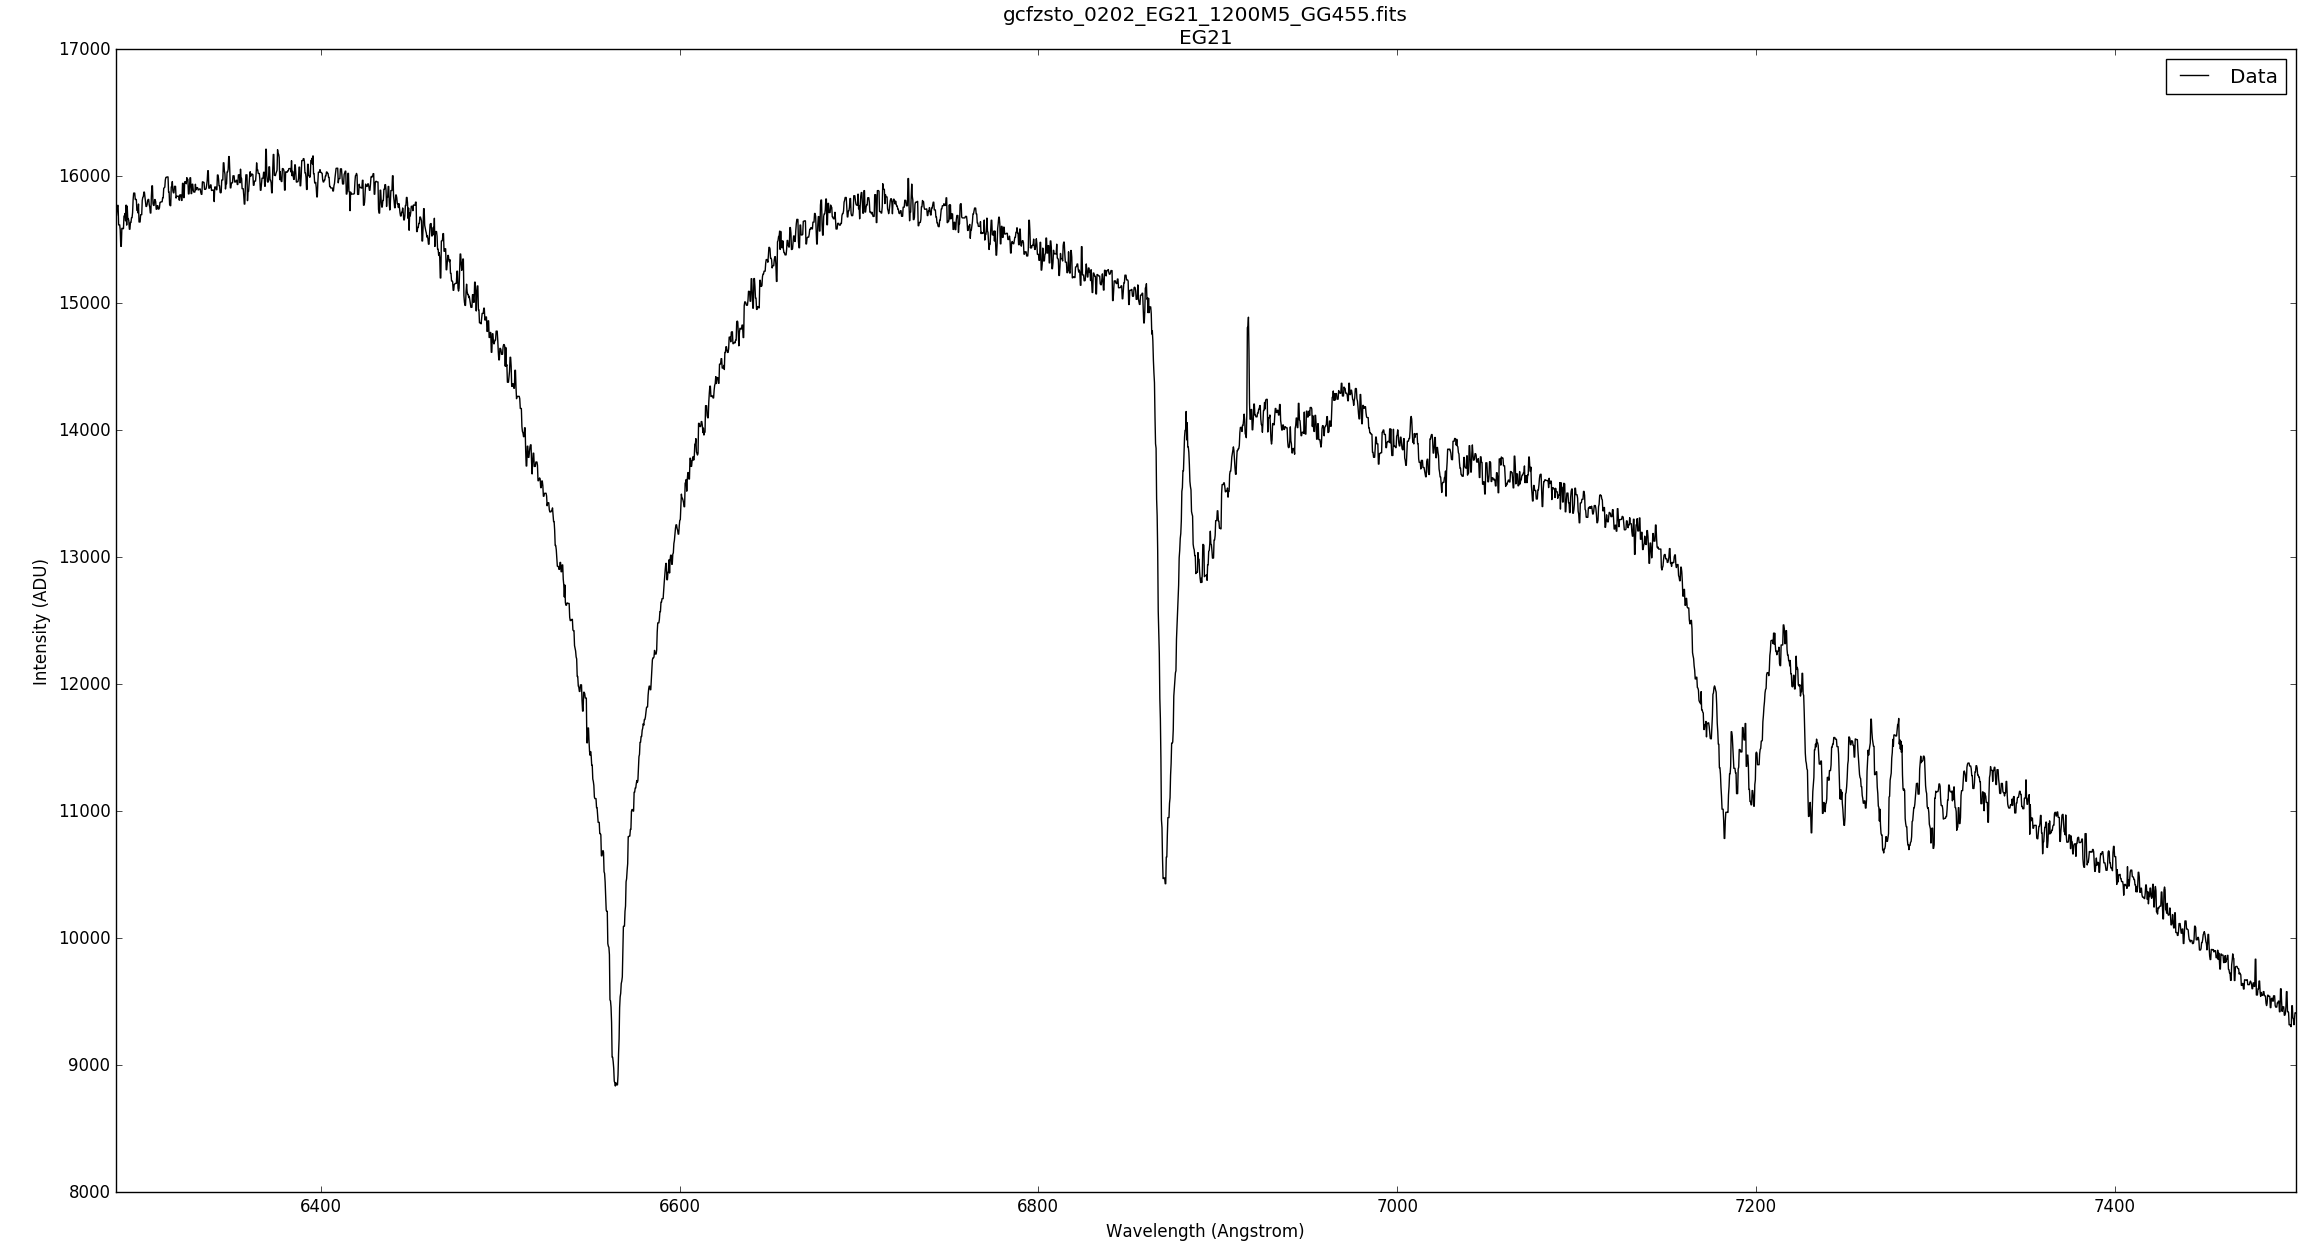 gcfzsto_0202_EG21_1200M5_GG455.fits
EG21
Data
17000
16000
15000
14000
13000
12000
11000
10000
9000
8000
Intensity (ADU)
6400 6600 6800 7000 7200 7400
Wavelength (Angstrom)